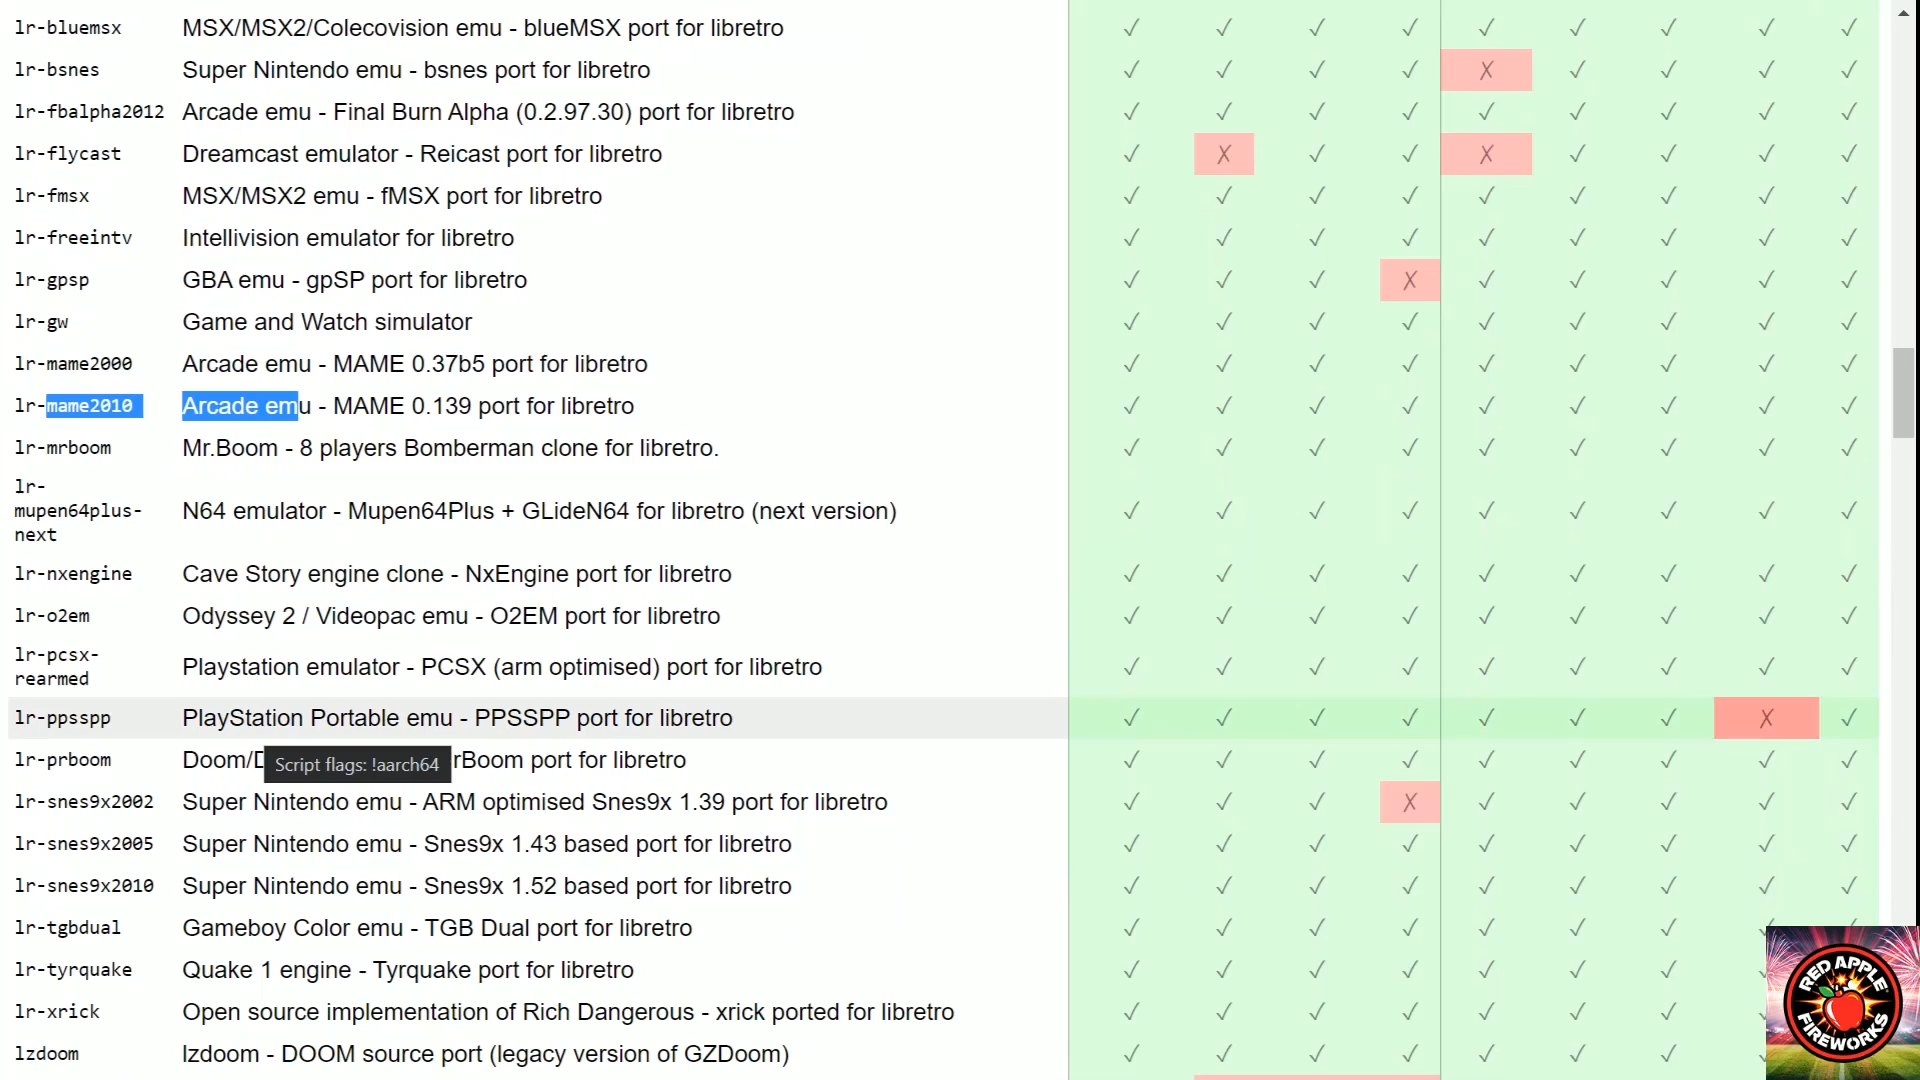 lr-bluemsx MSX/MSX2/Colecovision emu - blueMSX port for libretro ✓ ✓ ✓ ✓ ✓ ✓ ✓ ✓ ✓
lr-bsnes Super Nintendo emu - bsnes port for libretro ✓ ✓ ✓ ✓ ✗ ✓ ✓ ✓ ✓
lr-fbalpha2012 Arcade emu - Final Burn Alpha (0.2.97.30) port for libretro ✓ ✓ ✓ ✓ ✓ ✓ ✓ ✓ ✓
lr-flycast Dreamcast emulator - Reicast port for libretro ✓ ✗ ✓ ✓ ✗ ✓ ✓ ✓ ✓
lr-fmsx MSX/MSX2 emu - fMSX port for libretro ✓ ✓ ✓ ✓ ✓ ✓ ✓ ✓ ✓
lr-freeintv Intellivision emulator for libretro ✓ ✓ ✓ ✓ ✓ ✓ ✓ ✓ ✓
lr-gpsp GBA emu - gpSP port for libretro ✓ ✓ ✓ ✗ ✓ ✓ ✓ ✓ ✓
lr-gw Game and Watch simulator ✓ ✓ ✓ ✓ ✓ ✓ ✓ ✓ ✓
lr-mame2000 Arcade emu - MAME 0.37b5 port for libretro ✓ ✓ ✓ ✓ ✓ ✓ ✓ ✓ ✓
lr-mame2010 Arcade emu - MAME 0.139 port for libretro ✓ ✓ ✓ ✓ ✓ ✓ ✓ ✓ ✓
lr-mrboom Mr.Boom - 8 players Bomberman clone for libretro. ✓ ✓ ✓ ✓ ✓ ✓ ✓ ✓ ✓
lr-
mupen64plus-
next
N64 emulator - Mupen64Plus + GLideN64 for libretro (next version) ✓ ✓ ✓ ✓ ✓ ✓ ✓ ✓ ✓
lr-nxengine Cave Story engine clone - NxEngine port for libretro ✓ ✓ ✓ ✓ ✓ ✓ ✓ ✓ ✓
lr-o2em Odyssey 2 / Videopac emu - O2EM port for libretro ✓ ✓ ✓ ✓ ✓ ✓ ✓ ✓ ✓
lr-pcsx-
rearmed
Playstation emulator - PCSX (arm optimised) port for libretro ✓ ✓ ✓ ✓ ✓ ✓ ✓ ✓ ✓
lr-ppsspp PlayStation Portable emu - PPSSPP port for libretro ✓ ✓ ✓ ✓ ✓ ✓ ✓ ✗ ✓
lr-prboom Doom/ rBoom port for libretro ✓ ✓ ✓ ✓ ✓ ✓ ✓ ✓ ✓
Script flags: !aarch64
lr-snes9x2002 Super Nintendo emu - ARM optimised Snes9x 1.39 port for libretro ✓ ✓ ✓ ✗ ✓ ✓ ✓ ✓ ✓
lr-snes9x2005 Super Nintendo emu - Snes9x 1.43 based port for libretro ✓ ✓ ✓ ✓ ✓ ✓ ✓ ✓ ✓
lr-snes9x2010 Super Nintendo emu - Snes9x 1.52 based port for libretro ✓ ✓ ✓ ✓ ✓ ✓ ✓ ✓ ✓
lr-tgbdual Gameboy Color emu - TGB Dual port for libretro ✓ ✓ ✓ ✓ ✓ ✓ ✓
lr-tyrquake Quake 1 engine - Tyrquake port for libretro ✓ ✓ ✓ ✓ ✓ ✓ ✓
lr-xrick Open source implementation of Rich Dangerous - xrick ported for libretro ✓ ✓ ✓ ✓ ✓ ✓ ✓
lzdoom lzdoom - DOOM source port (legacy version of GZDoom) ✓ ✓ ✓ ✓ ✓ ✓ ✓
RED APPLE
FIREWORKS